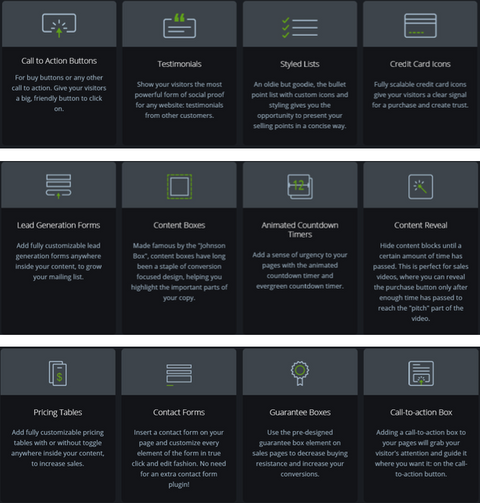 Call to Action Buttons
For buy buttons or any other
call to action. Give your visitors
a big, friendly button to click
on.
Testimonials
Show your visitors the most
powerful form of social proof
for any website: testimonials
from other customers.
Styled Lists
An oldie but goodie, the bullet
point list with custom icons and
styling gives you the
opportunity to present your
selling points in a concise way.
Credit Card Icons
Fully scalable credit card icons
give your visitors a clear signal
for a purchase and create trust.
Lead Generation Forms
Add fully customizable lead
generation forms anywhere
inside your content, to grow
your mailing list.
Content Boxes
Made famous by the "Johnson
Box", content boxes have long
been a staple of conversion
focused design, helping you
highlight the important parts of
your copy.
12
Animated Countdown
Timers
Add a sense of urgency to your
pages with the animated
countdown timer and
evergreen countdown timer.
Content Reveal
Hide content blocks until a
certain amount of time has
passed. This is perfect for sales
videos, where you can reveal
the purchase button only after
enough time has passed to
reach the "pitch" part of the
video.
$
Pricing Tables
Add fully customizable pricing
tables with or without toggle
anywhere inside your content,
to increase sales.
Contact Forms
Insert a contact form on your
page and customize every
element of the form in true
click and edit fashion. No need
for an extra contact form
plugin!
Guarantee Boxes
Use the pre-designed
guarantee box element on
sales pages to decrease buying
resistance and increase your
conversions.
Call-to-action Box
Adding a call-to-action box to
your pages will grab your
visitor's attention and guide it
where you want it: on the call-
to-action button.